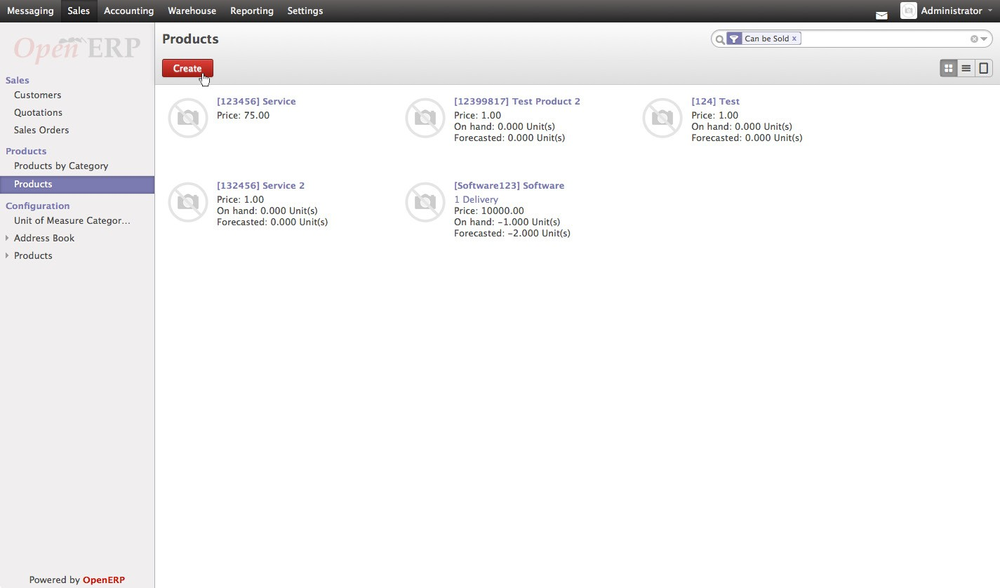 Messaging Sales Accounting Warehouse Reporting Settings Administrator
Open ERP
Sales
Customers
Quotations
Sales Orders
Products
Products by Category
Products
Configuration
Unit of Measure Categor...
Address Book
Products
Powered by OpenERP
Products
Can be Sold x
Create
[123456] Service
Price: 75.00
[12399817] Test Product 2
Price: 1.00
On hand: 0.000 Unit(s)
Forecasted: 0.000 Unit(s)
[124] Test
Price: 1.00
On hand: 0.000 Unit(s)
Forecasted: 0.000 Unit(s)
[132456] Service 2
Price: 1.00
On hand: 0.000 Unit(s)
Forecasted: 0.000 Unit(s)
[Software123] Software
1 Delivery
Price: 10000.00
On hand: -1.000 Unit(s)
Forecasted: -2.000 Unit(s)